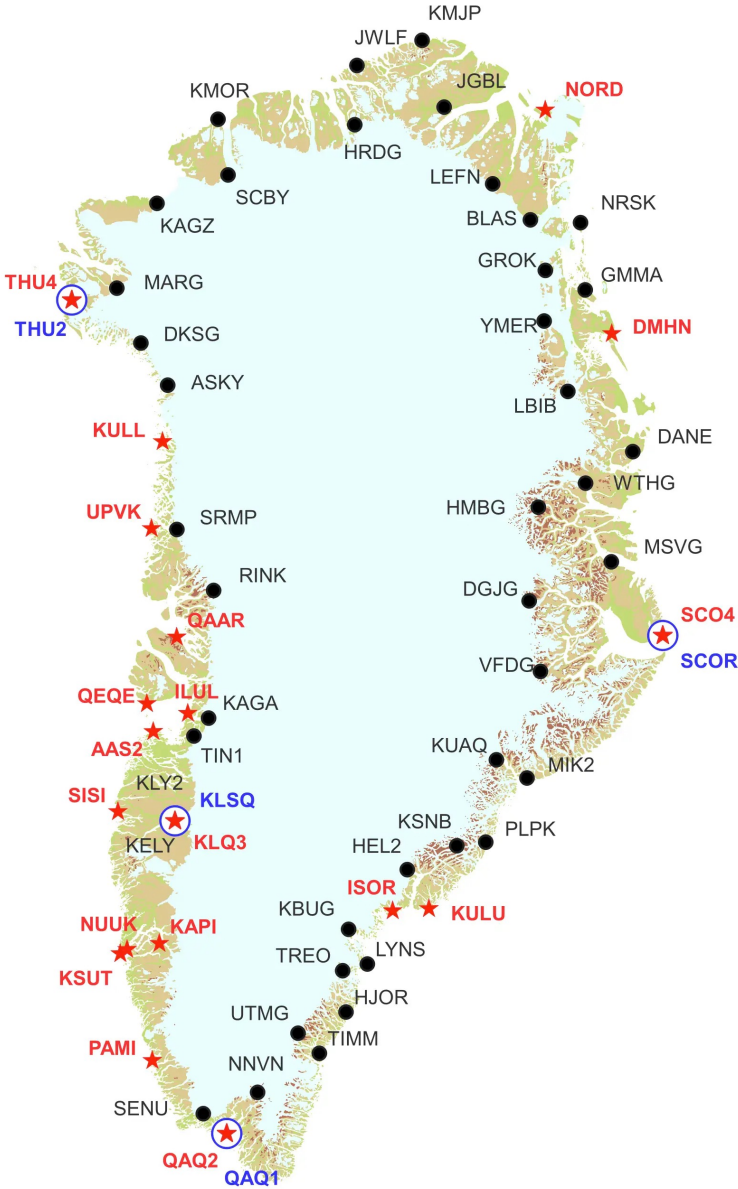 KMJP
JWLF
JGBL
NORD
KMOR
HRDG
LEFN
SCBY
NRSK
BLAS
KAGZ
GROK
THU4
MARG
GMMA
THU2
YMER
DMHN
DKSG
ASKY
LBIB
KULL
DANE
WTHG
HMBG
UPVK
SRMP
MSVG
RINK
DGJG
QAAR
SCO4
SCOR
VFDG
QEQE
ILUL
KAGA
AAS2
TIN1
KUAQ
MIK2
KLY2
SISI
KLSQ
KSNB
PLPK
KELY
KLQ3
HEL2
ISOR
KBUG
KULU
NUUK
KAPI
LYNS
TREO
KSUT
HJOR
UTMG
TIMM
PAMI
NNVN
SENU
QAQ2
QAQ1